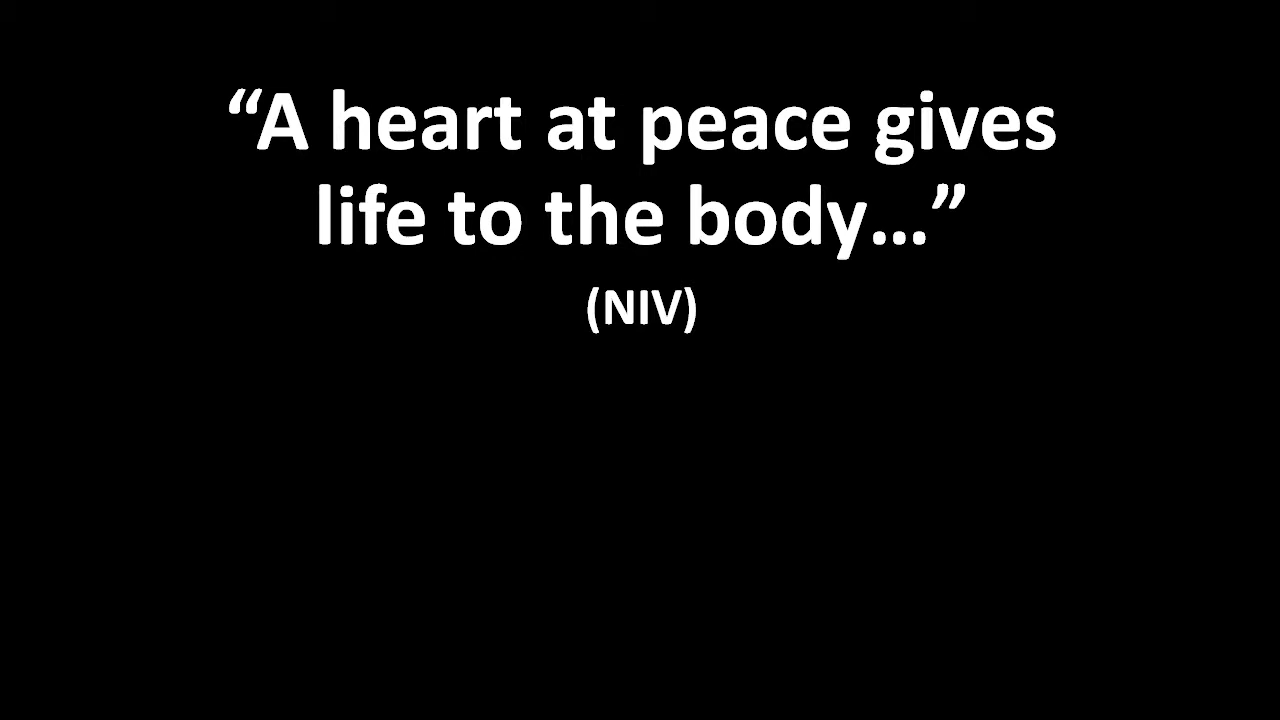 “A heart at peace gives
life to the body…”
(NIV)